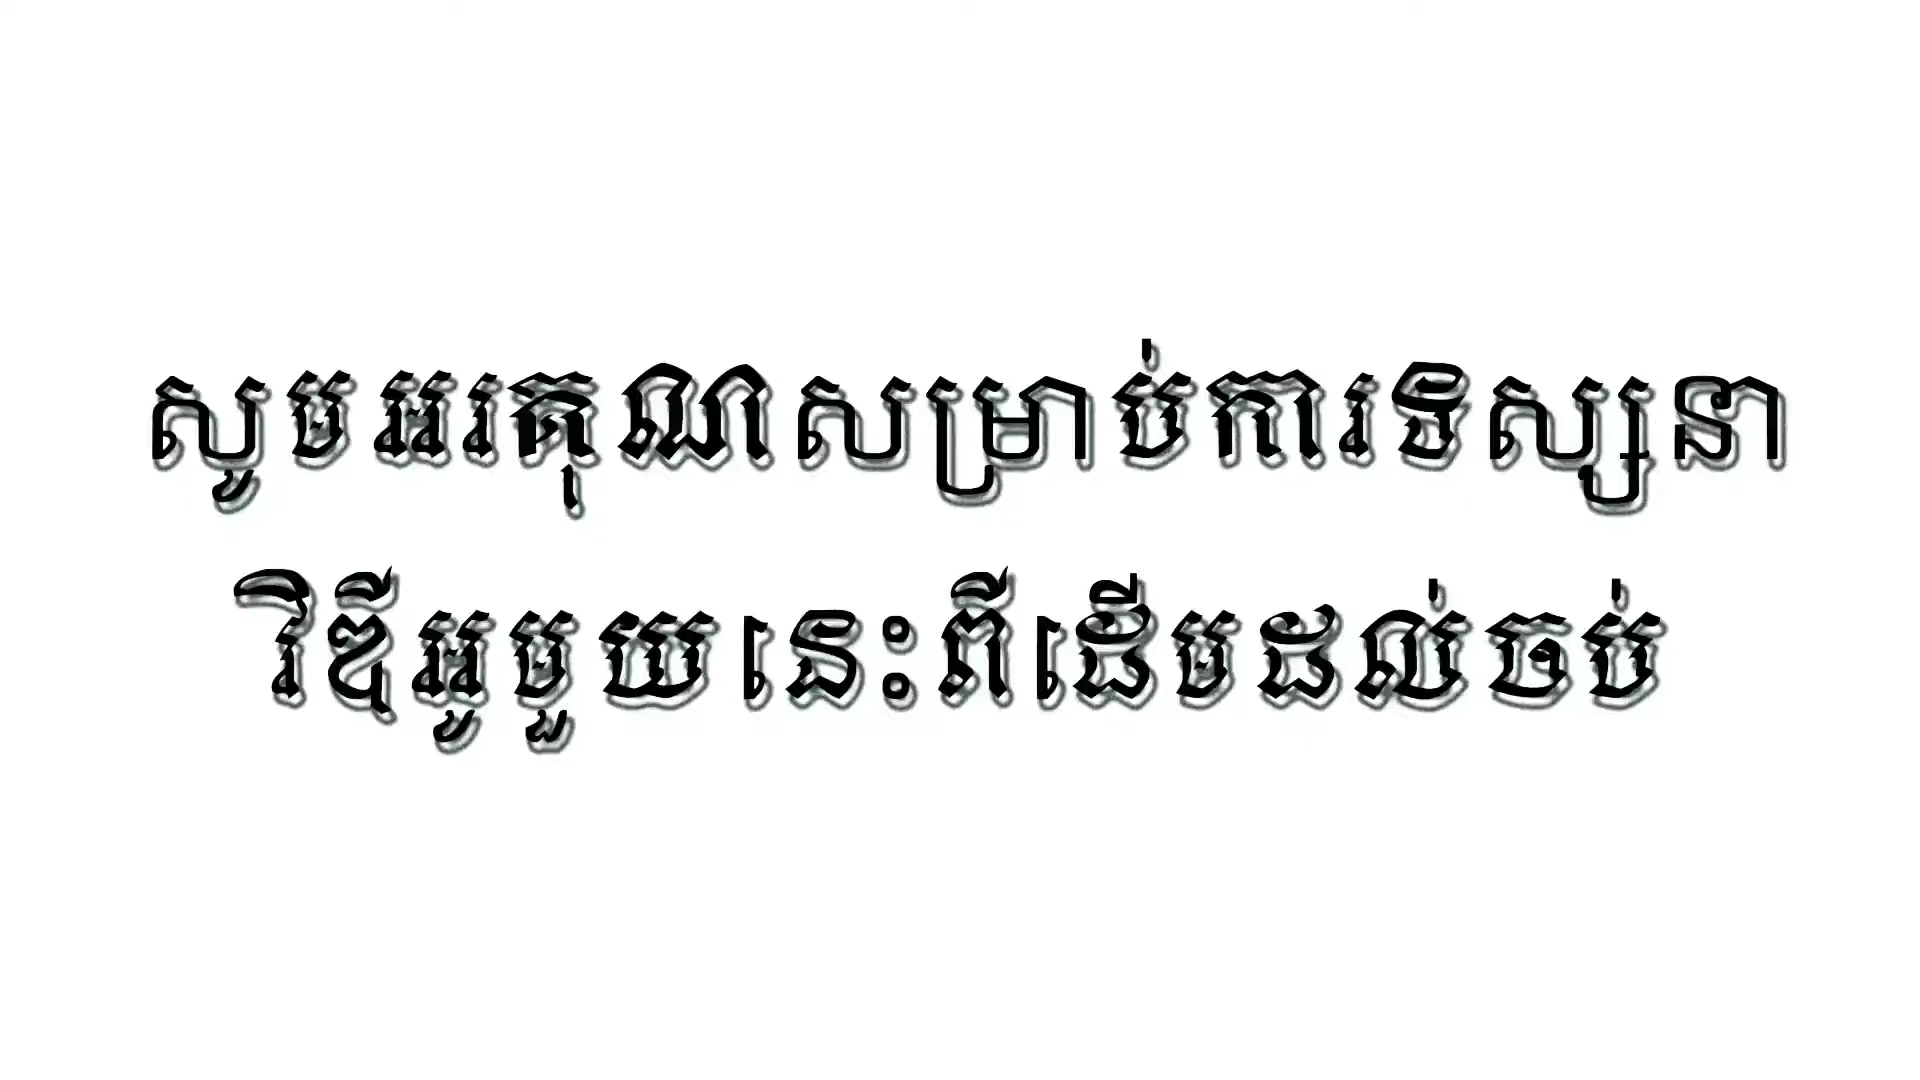 សូមអរគុណសម្រាប់ការទស្សនា
វិឌីអូមួយនេះពីដើមដល់ចប់